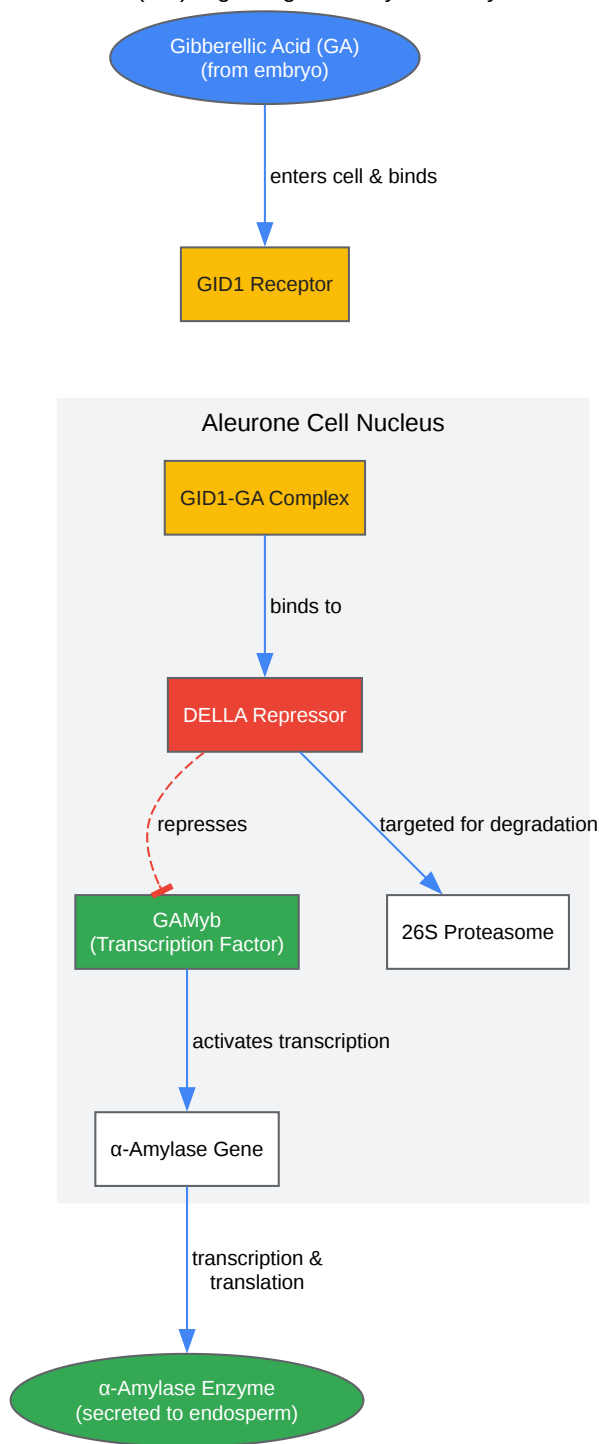 Gibberellic Acid (GA)
(from embryo)
enters cell & binds
GID1 Receptor
Aleurone Cell Nucleus
GID1-GA Complex
binds to
DELLA Repressor
represses
targeted for degradation
GAMyb
(Transcription Factor)
26S Proteasome
activates transcription
α-Amylase Gene
transcription &
translation
α-Amylase Enzyme
(secreted to endosperm)